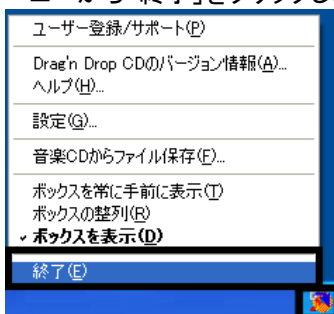 ユーザー登録/サポート(P)
Drag'n Drop CDのバージョン情報(A)...
ヘルプ(H)...
設定(G)...
音楽CDからファイル保存(F)...
ボックスを常に手前に表示(T)
ボックスの整列(R)
ボックスを表示(D)
終了(E)